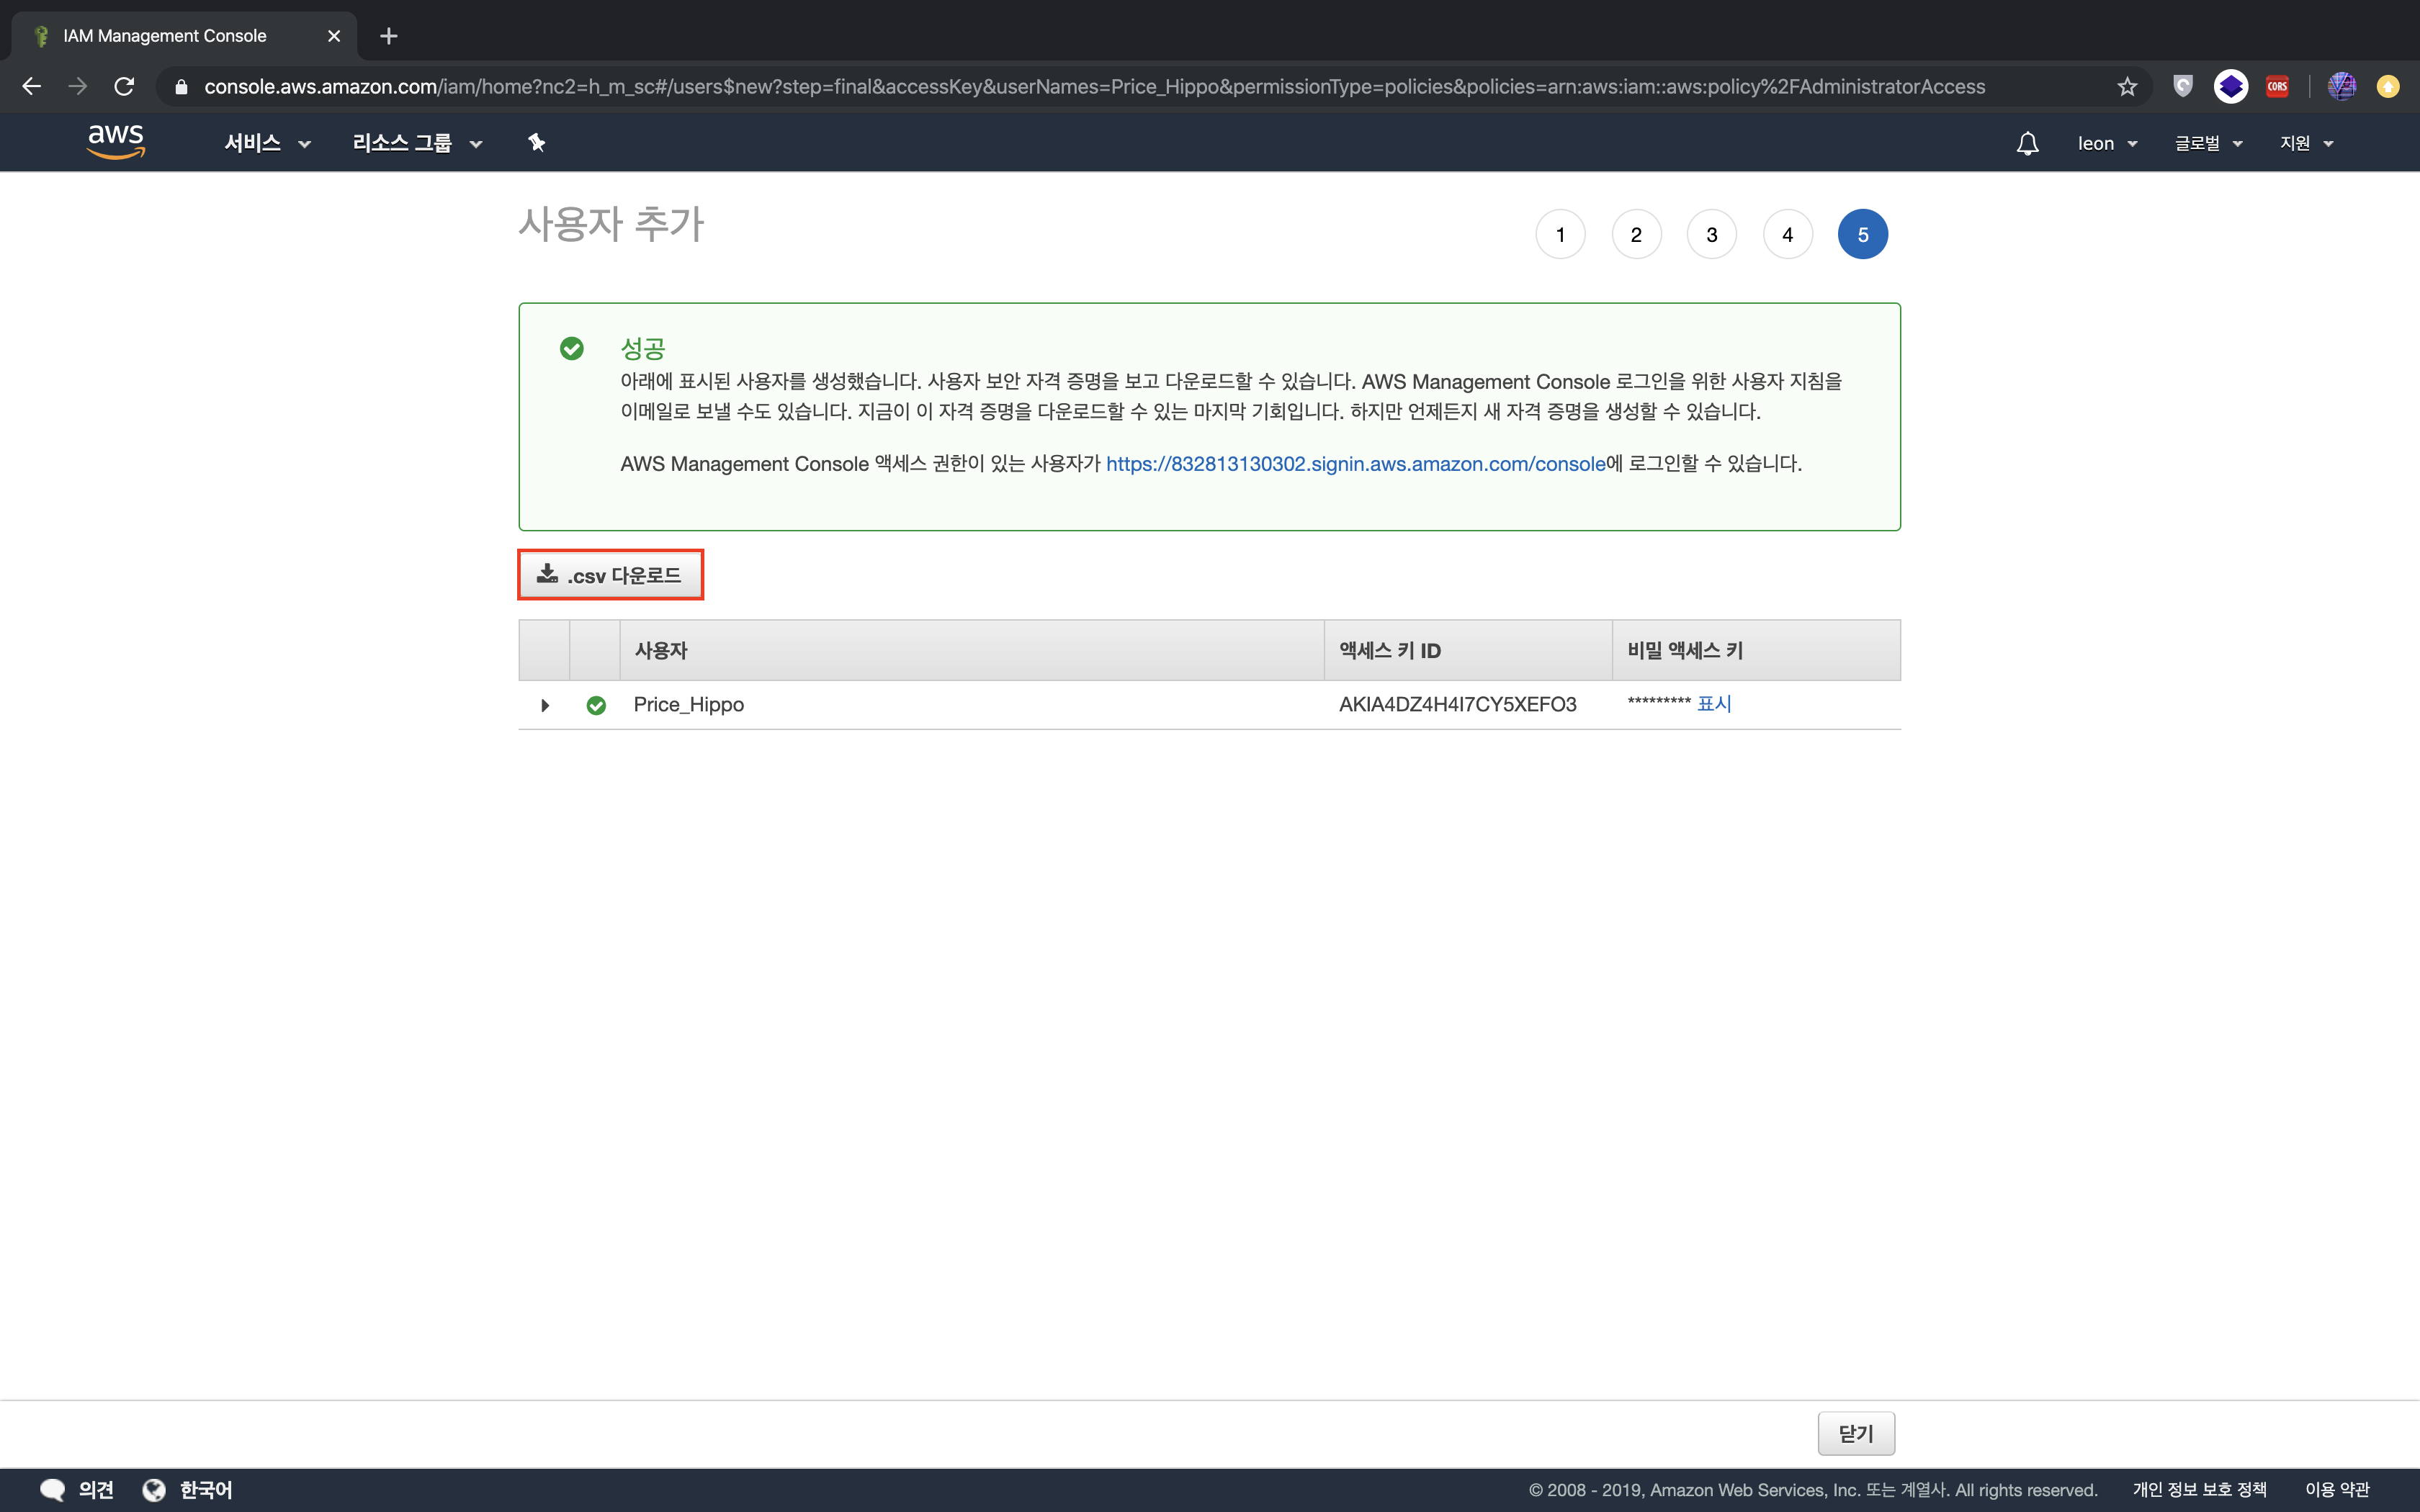 IAM Management Console
console.aws.amazon.com/iam/home?nc2=h_m_sc#/users$new?step=final&accessKey&userNames=Price_Hippo&permissionType=policies&policies=arn:aws:iam::aws:policy%2FAdministratorAccess
CORS
aws 서비스 리소스 그룹 leon 글로벌 지원
사용자 추가 1 2 3 4 5
성공
아래에 표시된 사용자를 생성했습니다. 사용자 보안 자격 증명을 보고 다운로드할 수 있습니다. AWS Management Console 로그인을 위한 사용자 지침을
이메일로 보낼 수도 있습니다. 지금이 이 자격 증명을 다운로드할 수 있는 마지막 기회입니다. 하지만 언제든지 새 자격 증명을 생성할 수 있습니다.
AWS Management Console 액세스 권한이 있는 사용자가 https://832813130302.signin.aws.amazon.com/console에 로그인할 수 있습니다.
.csv 다운로드
사용자 액세스 키 ID 비밀 액세스 키
Price_Hippo AKIA4DZ4H4I7CY5XEFO3 ********* 표시
닫기
의견 한국어 © 2008 - 2019, Amazon Web Services, Inc. 또는 계열사. All rights reserved. 개인 정보 보호 정책 이용 약관